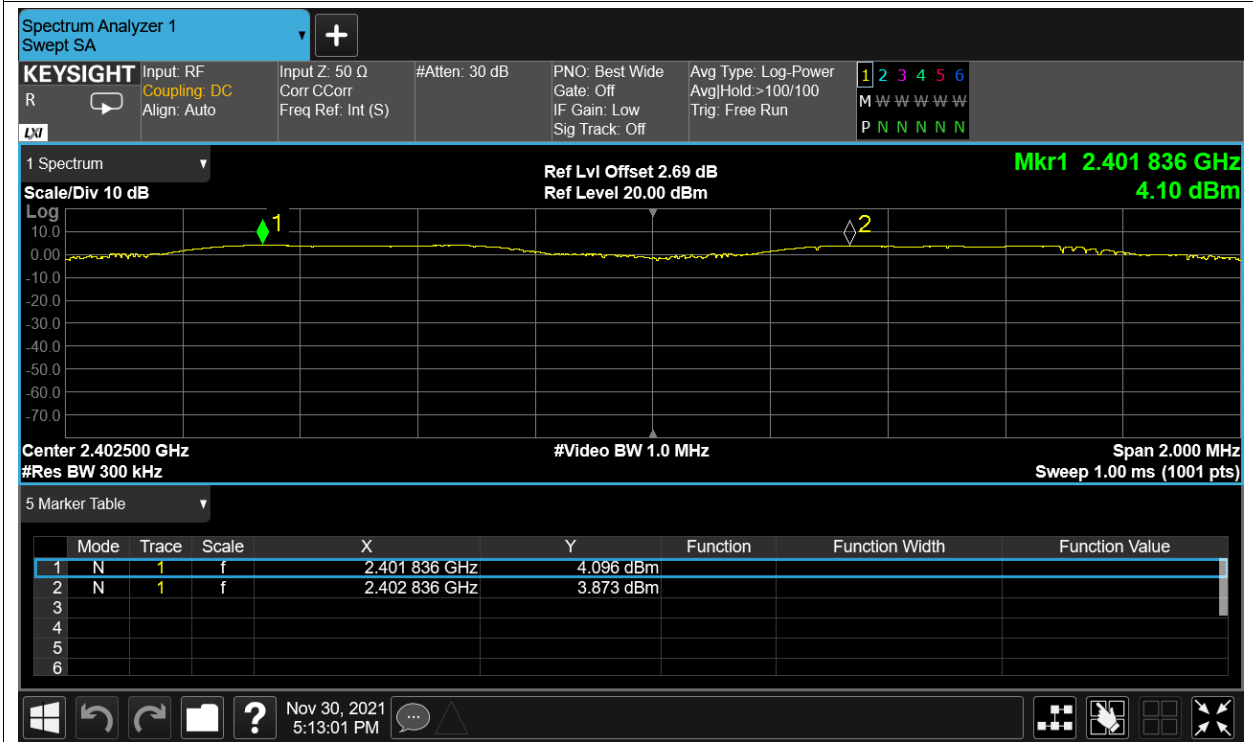 Spectrum Analyzer 1
Swept SA
+
KEYSIGHT Input: RF Input Z: 50 Ω #Atten: 30 dB PNO: Best Wide Avg Type: Log-Power 1 2 3 4 5 6
R Coupling: DC Corr CCorr Gate: Off Avg|Hold:>100/100 M W W W W W
Align: Auto Freq Ref: Int (S) IF Gain: Low Trig: Free Run
LXI Sig Track: Off P N N N N N
1 Spectrum Ref Lvl Offset 2.69 dB Mkr1 2.401 836 GHz
Scale/Div 10 dB Ref Level 20.00 dBm 4.10 dBm
Log
1 2
10.0
0.00
-10.0
-20.0
-30.0
-40.0
-50.0
-60.0
-70.0
Center 2.402500 GHz #Video BW 1.0 MHz Span 2.000 MHz
#Res BW 300 kHz Sweep 1.00 ms (1001 pts)
5 Marker Table
Mode Trace Scale X Y Function Function Width Function Value
1 N 1 f 2.401 836 GHz 4.096 dBm
2 N 1 f 2.402 836 GHz 3.873 dBm
3
4
5
6
? Nov 30, 2021
5:13:01 PM